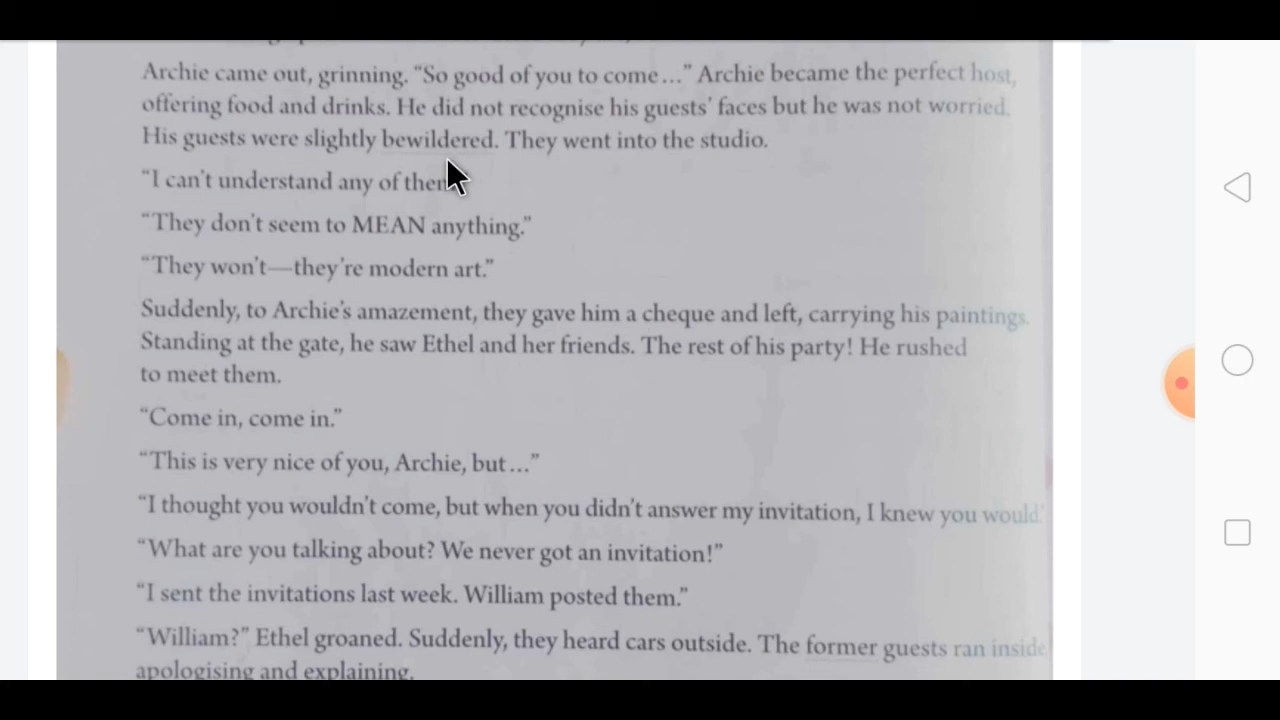 Archie came out, grinning. “So good of you to come…” Archie became the perfect host,
offering food and drinks. He did not recognise his guests’ faces but he was not worried.
His guests were slightly bewildered. They went into the studio.
“I can’t understand any of them
“They don’t seem to MEAN anything.”
“They won’t—they’re modern art.”
Suddenly, to Archie’s amazement, they gave him a cheque and left, carrying his paintings.
Standing at the gate, he saw Ethel and her friends. The rest of his party! He rushed
to meet them.
“Come in, come in.”
“This is very nice of you, Archie, but…”
“I thought you wouldn’t come, but when you didn’t answer my invitation, I knew you would.”
“What are you talking about? We never got an invitation!”
“I sent the invitations last week. William posted them.”
“William?” Ethel groaned. Suddenly, they heard cars outside. The former guests ran inside
apologising and explaining.